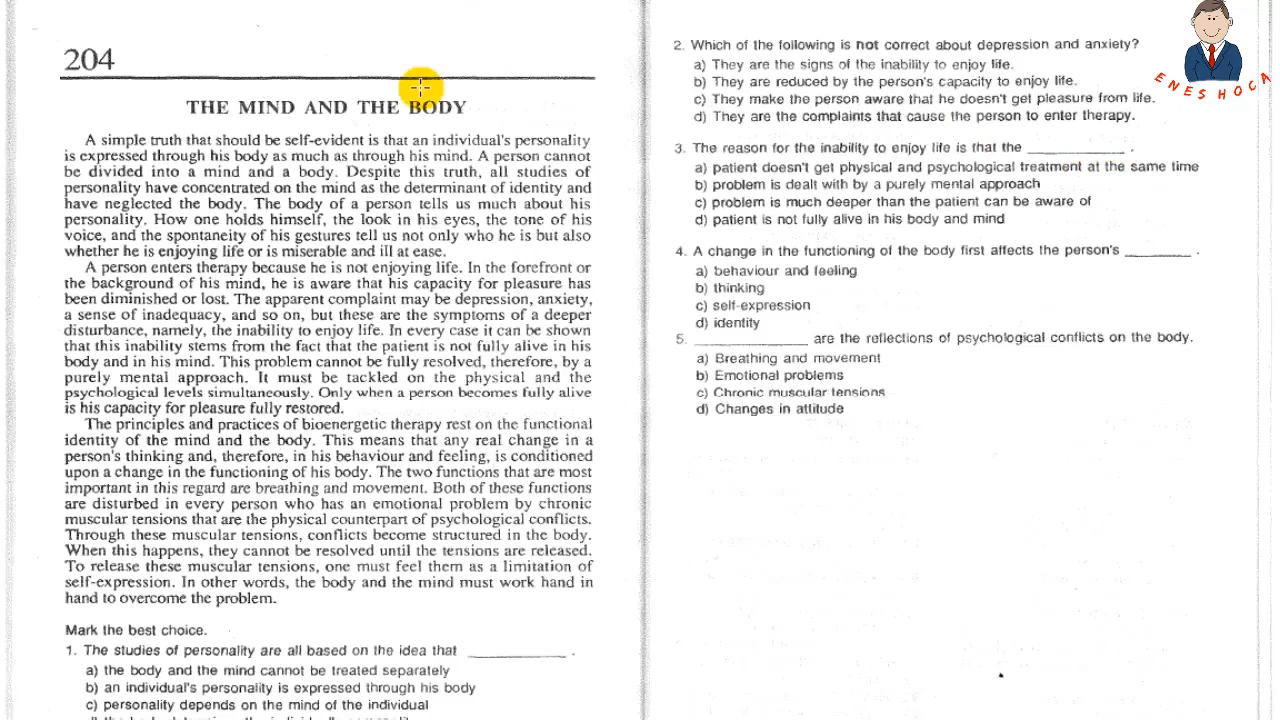 204
THE MIND AND THE BODY
A simple truth that should be self-evident is that an individual's personality
is expressed through his body as much as through his mind. A person cannot
be divided into a mind and a body. Despite this truth, all studies of
personality have concentrated on the mind as the determinant of identity and
have neglected the body. The body of a person tells us much about his
personality. How one holds himself, the look in his eyes, the tone of his
voice, and the spontaneity of his gestures tell us not only who he is but also
whether he is enjoying life or is miserable and ill at ease.
A person enters therapy because he is not enjoying life. In the forefront or
the background of his mind, he is aware that his capacity for pleasure has
been diminished or lost. The apparent complaint may be depression, anxiety,
a sense of inadequacy, and so on, but these are the symptoms of a deeper
disturbance, namely, the inability to enjoy life. In every case it can be shown
that this inability stems from the fact that the patient is not fully alive in his
body and in his mind. This problem cannot be fully resolved, therefore, by a
purely mental approach. It must be tackled on the physical and the
psychological levels simultaneously. Only when a person becomes fully alive
is his capacity for pleasure fully restored.
The principles and practices of bioenergetic therapy rest on the functional
identity of the mind and the body. This means that any real change in a
person's thinking and, therefore, in his behaviour and feeling, is conditioned
upon a change in the functioning of his body. The two functions that are most
important in this regard are breathing and movement. Both of these functions
are disturbed in every person who has an emotional problem by chronic
muscular tensions that are the physical counterpart of psychological conflicts.
Through these muscular tensions, conflicts become structured in the body.
When this happens, they cannot be resolved until the tensions are released.
To release these muscular tensions, one must feel them as a limitation of
self-expression. In other words, the body and the mind must work hand in
hand to overcome the problem.
Mark the best choice.
1. The studies of personality are all based on the idea that __________ .
a) the body and the mind cannot be treated separately
b) an individual's personality is expressed through his body
c) personality depends on the mind of the individual
2. Which of the following is not correct about depression and anxiety?
a) They are the signs of the inability to enjoy life.
b) They are reduced by the person's capacity to enjoy life.
c) They make the person aware that he doesn't get pleasure from life.
d) They are the complaints that cause the person to enter therapy.
3. The reason for the inability to enjoy life is that the __________ .
a) patient doesn't get physical and psychological treatment at the same time
b) problem is dealt with by a purely mental approach
c) problem is much deeper than the patient can be aware of
d) patient is not fully alive in his body and mind
4. A change in the functioning of the body first affects the person's _______ .
a) behaviour and feeling
b) thinking
c) self-expression
d) identity
5. ____________ are the reflections of psychological conflicts on the body.
a) Breathing and movement
b) Emotional problems
c) Chronic muscular tensions
d) Changes in attitude
ENES HOCA